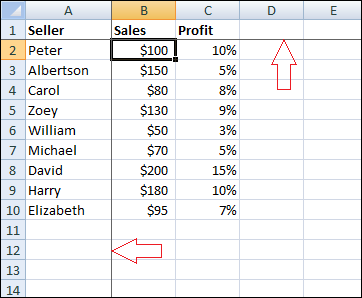 A B C D E
1 Seller Sales Profit
2 Peter $100 10%
3 Albertson $150 5%
4 Carol $80 8%
5 Zoey $130 9%
6 William $50 3%
7 Michael $70 5%
8 David $200 15%
9 Harry $180 10%
10 Elizabeth $95 7%
11
12
13
14